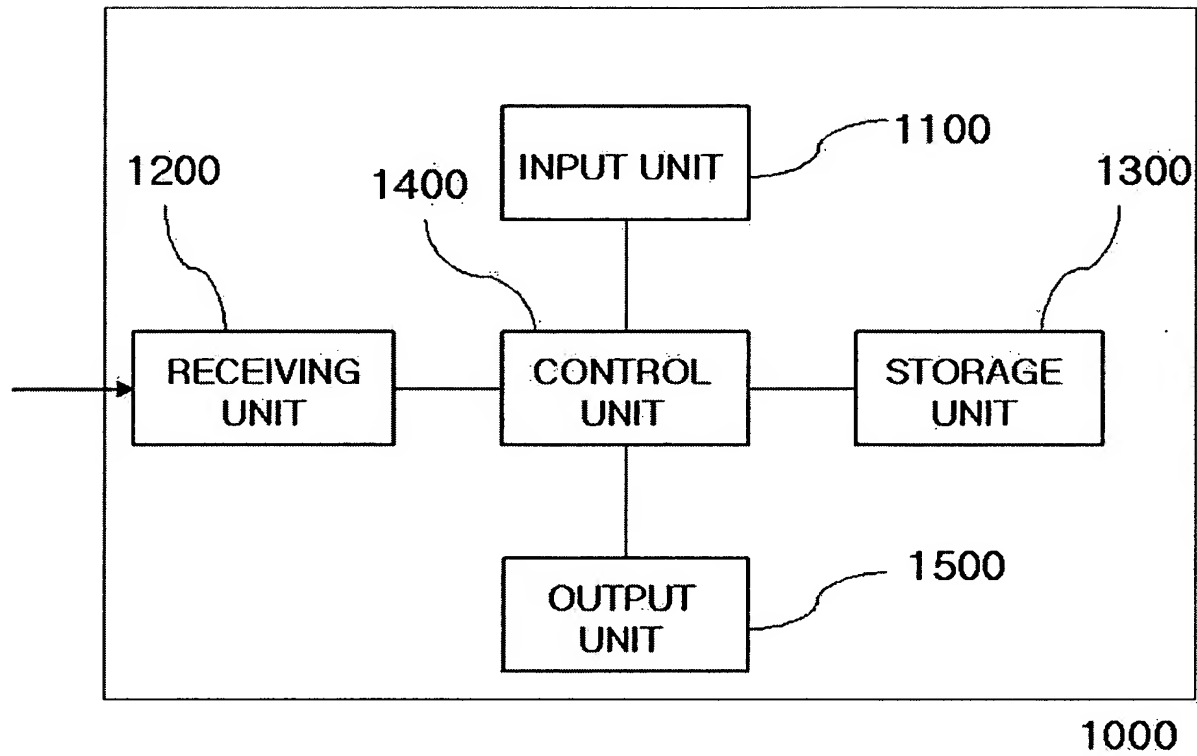 1100
INPUT UNIT
1200
1400
1300
RECEIVING
UNIT
CONTROL
UNIT
STORAGE
UNIT
1500
OUTPUT
UNIT
1000